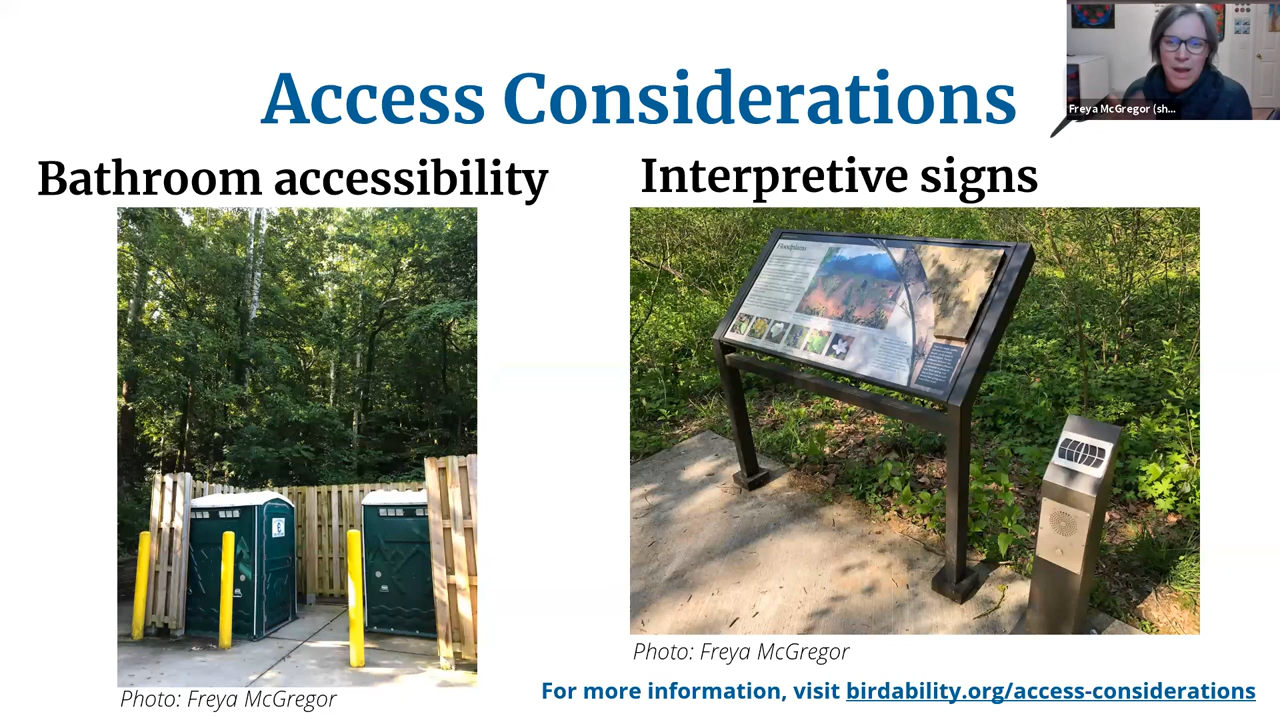 Access Considerations
Freya McGregor (sh...
Bathroom accessibility
Interpretive signs
Floodplains
Photo: Freya McGregor
Photo: Freya McGregor
For more information, visit birdability.org/access-considerations